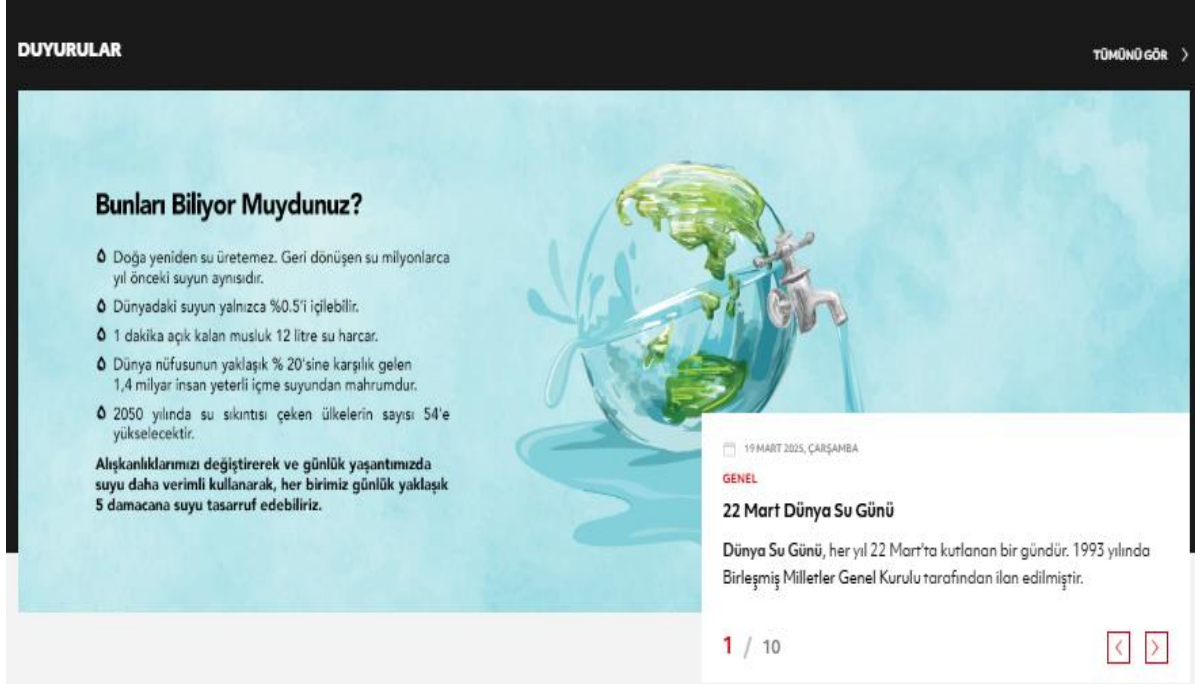 DUYURULAR
TÜMÜNÜ GÖR
Bunları Biliyor Muydunuz?
Doğa yeniden su üretemez. Geri dönüşen su milyonlarca
yıl önceki suyun aynısıdır.
Dünyadaki suyun yalnızca %0.5'i içilebilir.
1 dakika açık kalan musluk 12 litre su harcar.
Dünya nüfusunun yaklaşık % 20'sine karşılık gelen
1,4 milyar insan yeterli içme suyundan mahrumdur.
2050 yılında su sıkıntısı çeken ülkelerin sayısı 54'e
yükselecektir.
Alışkanlıklarımızı değiştirerek ve günlük yaşantımızda
suyu daha verimli kullanarak, her birimiz günlük yaklaşık
5 damacana suyu tasarruf edebiliriz.
19 MART 2025, ÇARŞAMBA
GENEL
22 Mart Dünya Su Günü
Dünya Su Günü, her yıl 22 Mart'ta kutlanan bir gündür. 1993 yılında
Birleşmiş Milletler Genel Kurulu tarafından ilan edilmiştir.
1 / 10